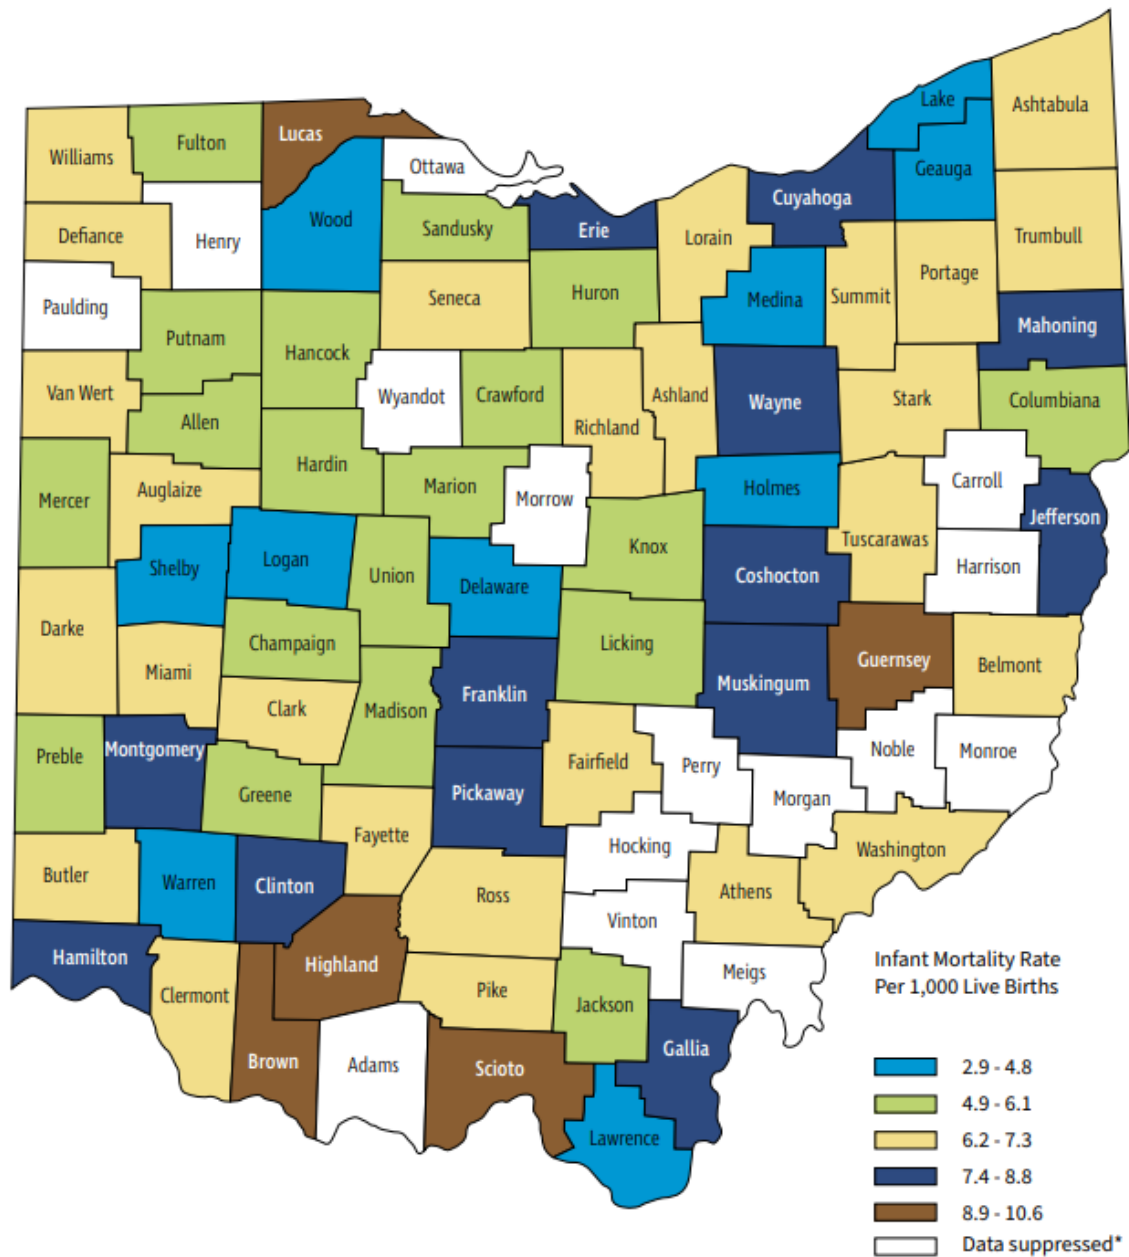 Lake
Ashtabula
Lucas
Fulton
Williams
Ottawa
Geauga
Cuyahoga
Wood
Sandusky
Erie
Lorain
Trumbull
Defiance
Henry
Portage
Seneca
Huron
Medina
Summit
Paulding
Mahoning
Putnam
Hancock
Van Wert
Wyandot
Crawford
Ashland
Wayne
Stark
Columbiana
Allen
Richland
Hardin
Mercer
Auglaize
Marion
Morrow
Holmes
Carroll
Jefferson
Tuscarawas
Knox
Shelby
Logan
Union
Delaware
Coshocton
Harrison
Darke
Champaign
Licking
Miami
Guernsey
Belmont
Franklin
Muskingum
Clark
Madison
Preble
Montgomery
Noble
Monroe
Fairfield
Perry
Greene
Pickaway
Morgan
Fayette
Hocking
Washington
Butler
Warren
Clinton
Ross
Athens
Vinton
Hamilton
Highland
Meigs
Clermont
Pike
Jackson
Gallia
Brown
Adams
Scioto
Lawrence
Infant Mortality Rate
Per 1,000 Live Births
2.9 - 4.8
4.9 - 6.1
6.2 - 7.3
7.4 - 8.8
8.9 - 10.6
Data suppressed*